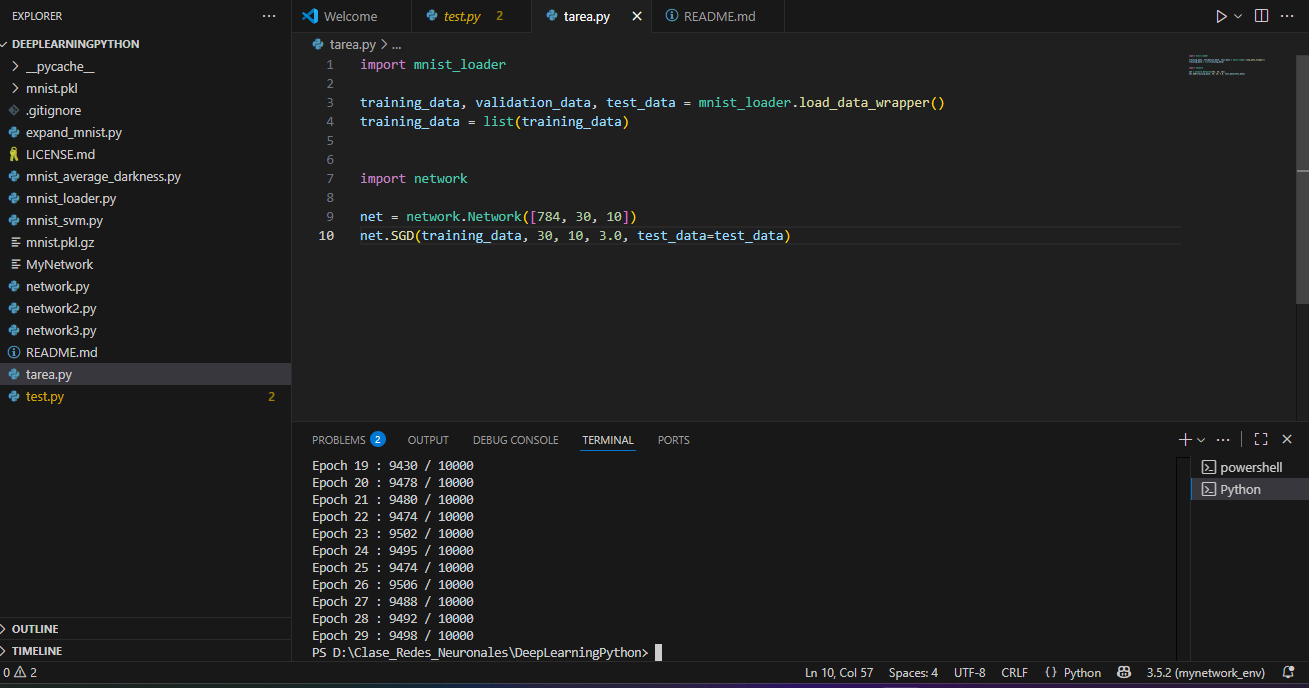 EXPLORER
Welcome
test.py 2
tarea.py
README.md
DEEPLEARNINGPYTHON
__pycache__
mnist.pkl
.gitignore
expand_mnist.py
LICENSE.md
mnist_average_darkness.py
mnist_loader.py
mnist_svm.py
mnist.pkl.gz
MyNetwork
network.py
network2.py
network3.py
README.md
tarea.py
test.py 2
OUTLINE
TIMELINE
tarea.py > ...
1 import mnist_loader
2
3 training_data, validation_data, test_data = mnist_loader.load_data_wrapper()
4 training_data = list(training_data)
5
6
7 import network
8
9 net = network.Network([784, 30, 10])
10 net.SGD(training_data, 30, 10, 3.0, test_data=test_data)
PROBLEMS 2 OUTPUT DEBUG CONSOLE TERMINAL PORTS
Epoch 19 : 9430 / 10000
Epoch 20 : 9478 / 10000
Epoch 21 : 9480 / 10000
Epoch 22 : 9474 / 10000
Epoch 23 : 9502 / 10000
Epoch 24 : 9495 / 10000
Epoch 25 : 9474 / 10000
Epoch 26 : 9506 / 10000
Epoch 27 : 9488 / 10000
Epoch 28 : 9492 / 10000
Epoch 29 : 9498 / 10000
PS D:\Clase_Redes_Neuronales\DeepLearningPython>
powershell
Python
0 2 Ln 10, Col 57 Spaces: 4 UTF-8 CRLF {} Python 3.5.2 (mynetwork_env)